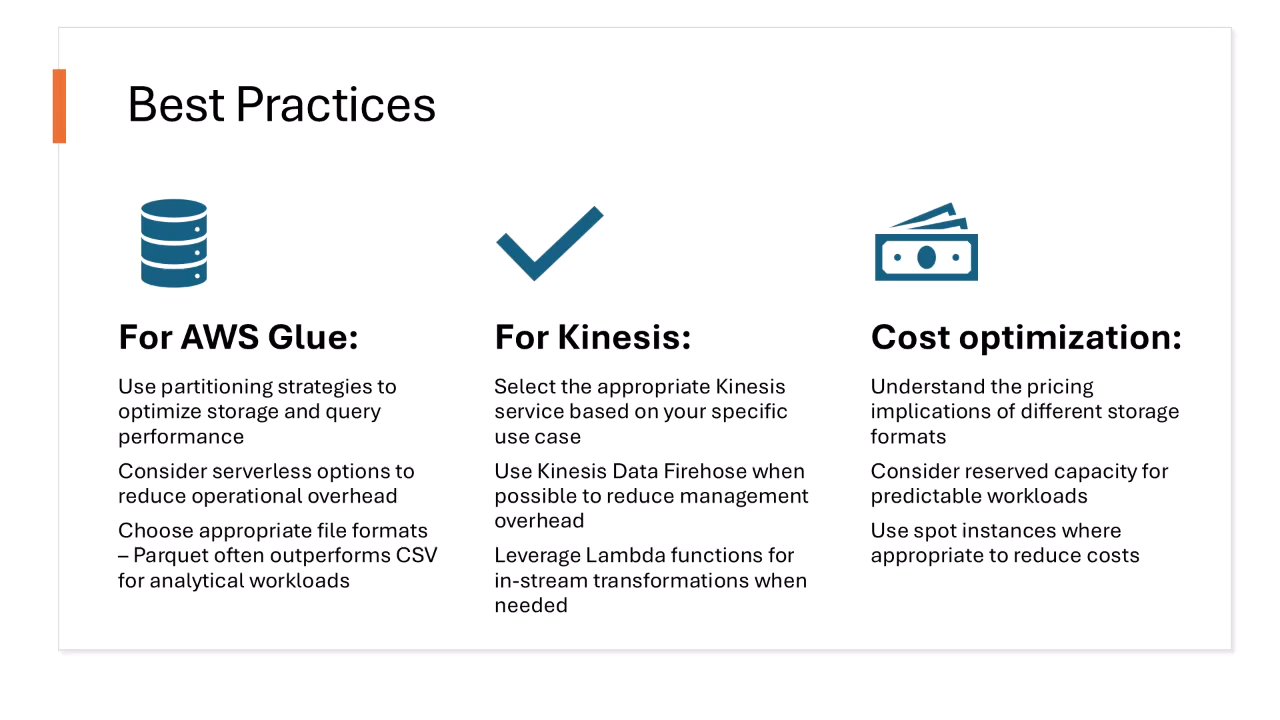 Best Practices
For AWS Glue:
Use partitioning strategies to
optimize storage and query
performance
Consider serverless options to
reduce operational overhead
Choose appropriate file formats
– Parquet often outperforms CSV
for analytical workloads
For Kinesis:
Select the appropriate Kinesis
service based on your specific
use case
Use Kinesis Data Firehose when
possible to reduce management
overhead
Leverage Lambda functions for
in-stream transformations when
needed
Cost optimization:
Understand the pricing
implications of different storage
formats
Consider reserved capacity for
predictable workloads
Use spot instances where
appropriate to reduce costs